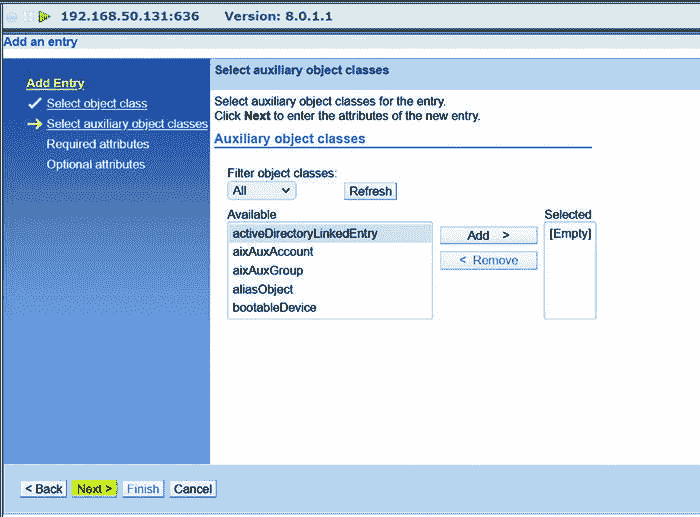 192.168.50.131:636 Version: 8.0.1.1
Add an entry
Add Entry
Select object class
Select auxiliary object classes
Required attributes
Optional attributes
Select auxiliary object classes
Select auxiliary object classes for the entry.
Click Next to enter the attributes of the new entry.
Auxiliary object classes
Filter object classes:
All
Refresh
Available
activeDirectoryLinkedEntry
aixAuxAccount
aixAuxGroup
aliasObject
bootableDevice
Add >
< Remove
Selected
[Empty]
< Back Next > Finish Cancel